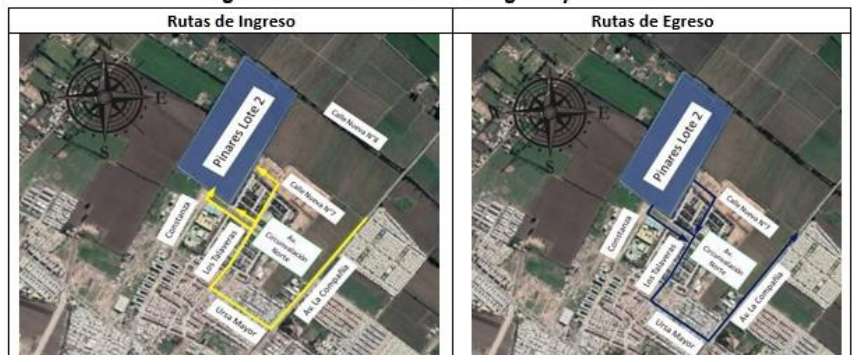 Rutas de Ingreso
Rutas de Egreso
N
W
E
S
Pinares Lote 2
Calle Nueva N°8
Calle Nueva N°7
Constanza
Los Talaveras
Av.
Circunvalación
Norte
Av. La Compañía
Ursa Mayor
E
S
Pinares Lote 2
Calle Nueva N°7
Constanza
Los Talaveras
Av.
Circunvalación
Norte
Av. La Compañía
Ursa Mayor